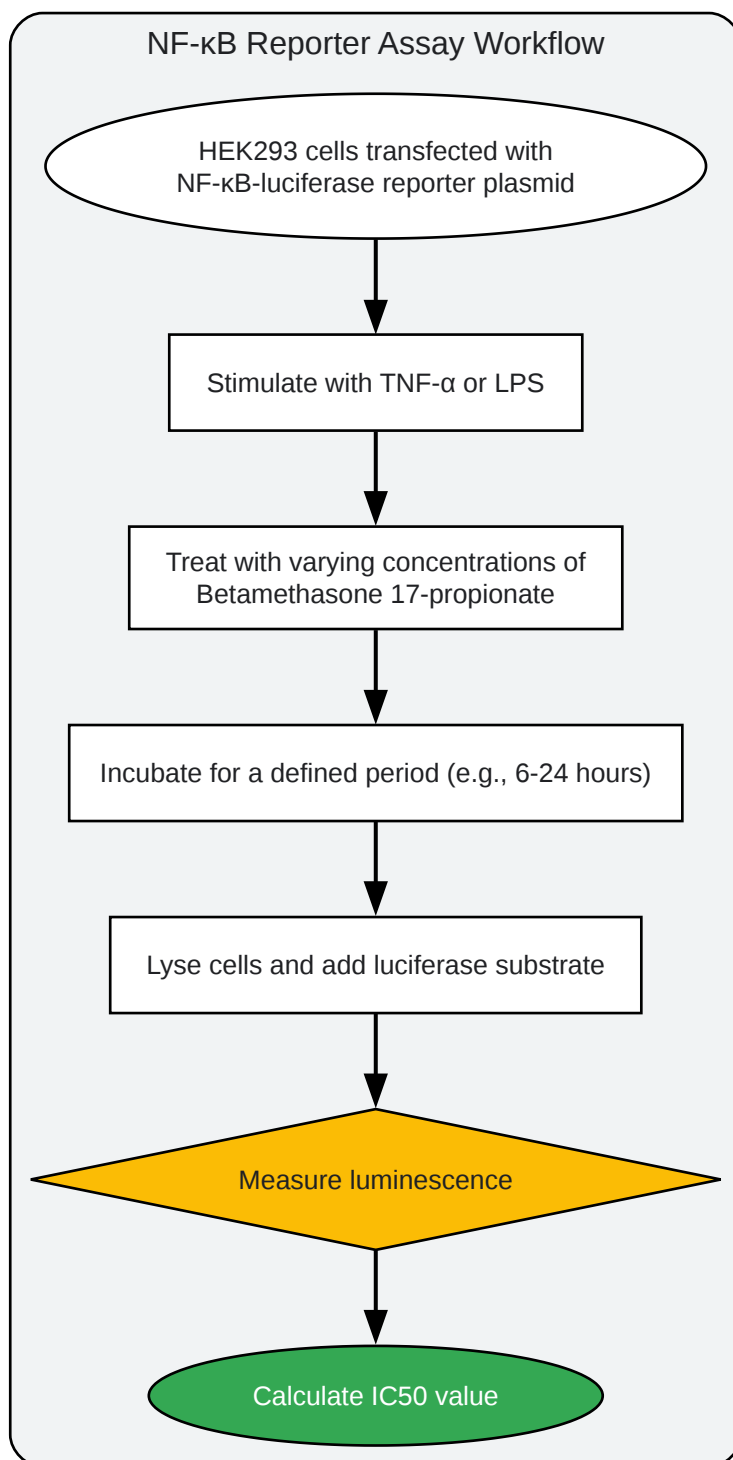 NF-κB Reporter Assay Workflow
HEK293 cells transfected with
NF-κB-luciferase reporter plasmid
Stimulate with TNF-α or LPS
Treat with varying concentrations of
Betamethasone 17-propionate
Incubate for a defined period (e.g., 6-24 hours)
Lyse cells and add luciferase substrate
Measure luminescence
Calculate IC50 value